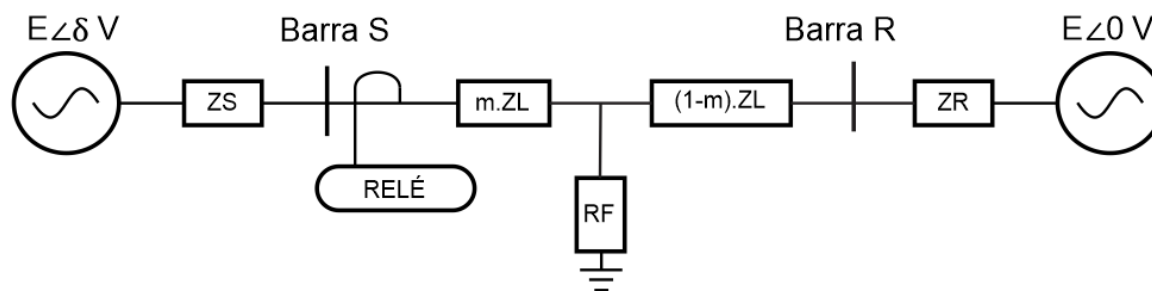 E∠δ V
Barra S
Barra R
E∠0 V
ZS
m.ZL
(1-m).ZL
ZR
RELÉ
RF